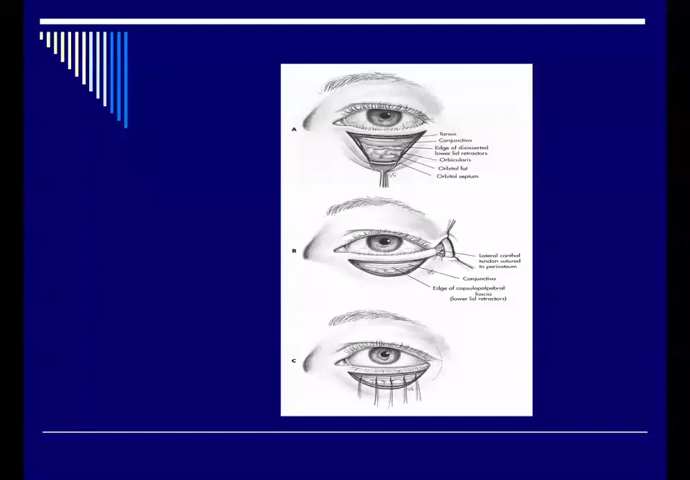 A
Tarsus
Conjunctiva
Edge of disinserted
lower lid retractors
Orbicularis
Orbital fat
Orbital septum
B
Lateral canthal
tendon sutured
to periosteum
Conjunctiva
Edge of capsulopalpebral
fascia
(lower lid retractors)
C